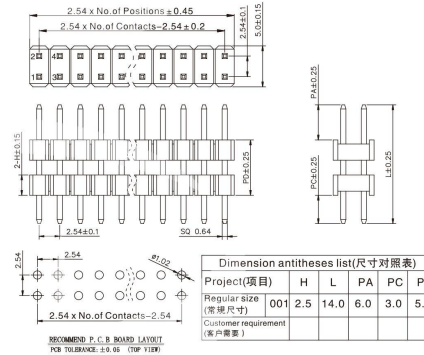 2.54 x No.of Positions±0.45
2.54 x No.of Contacts-2.54±0.2
2.54±0.1
5.0±0.15
2
4
1
3
2-H±0.15
PD±0.25
2.54±0.1
SQ 0.64
PA±0.25
PC±0.25
L±0.25
2.54
2.54
ø1.02
2.54 x No.of Contacts-2.54
RECOMMEND P.C.B BOARD LAYOUT
PCB TOLERANCE:±0.05 (TOP VIEW)
Dimension antitheses list(尺寸对照表)
Project(项目) H L PA PC
Regular size 001 2.5 14.0 6.0 3.0 5.
(常规尺寸)
Customer requirement
(客户需要)